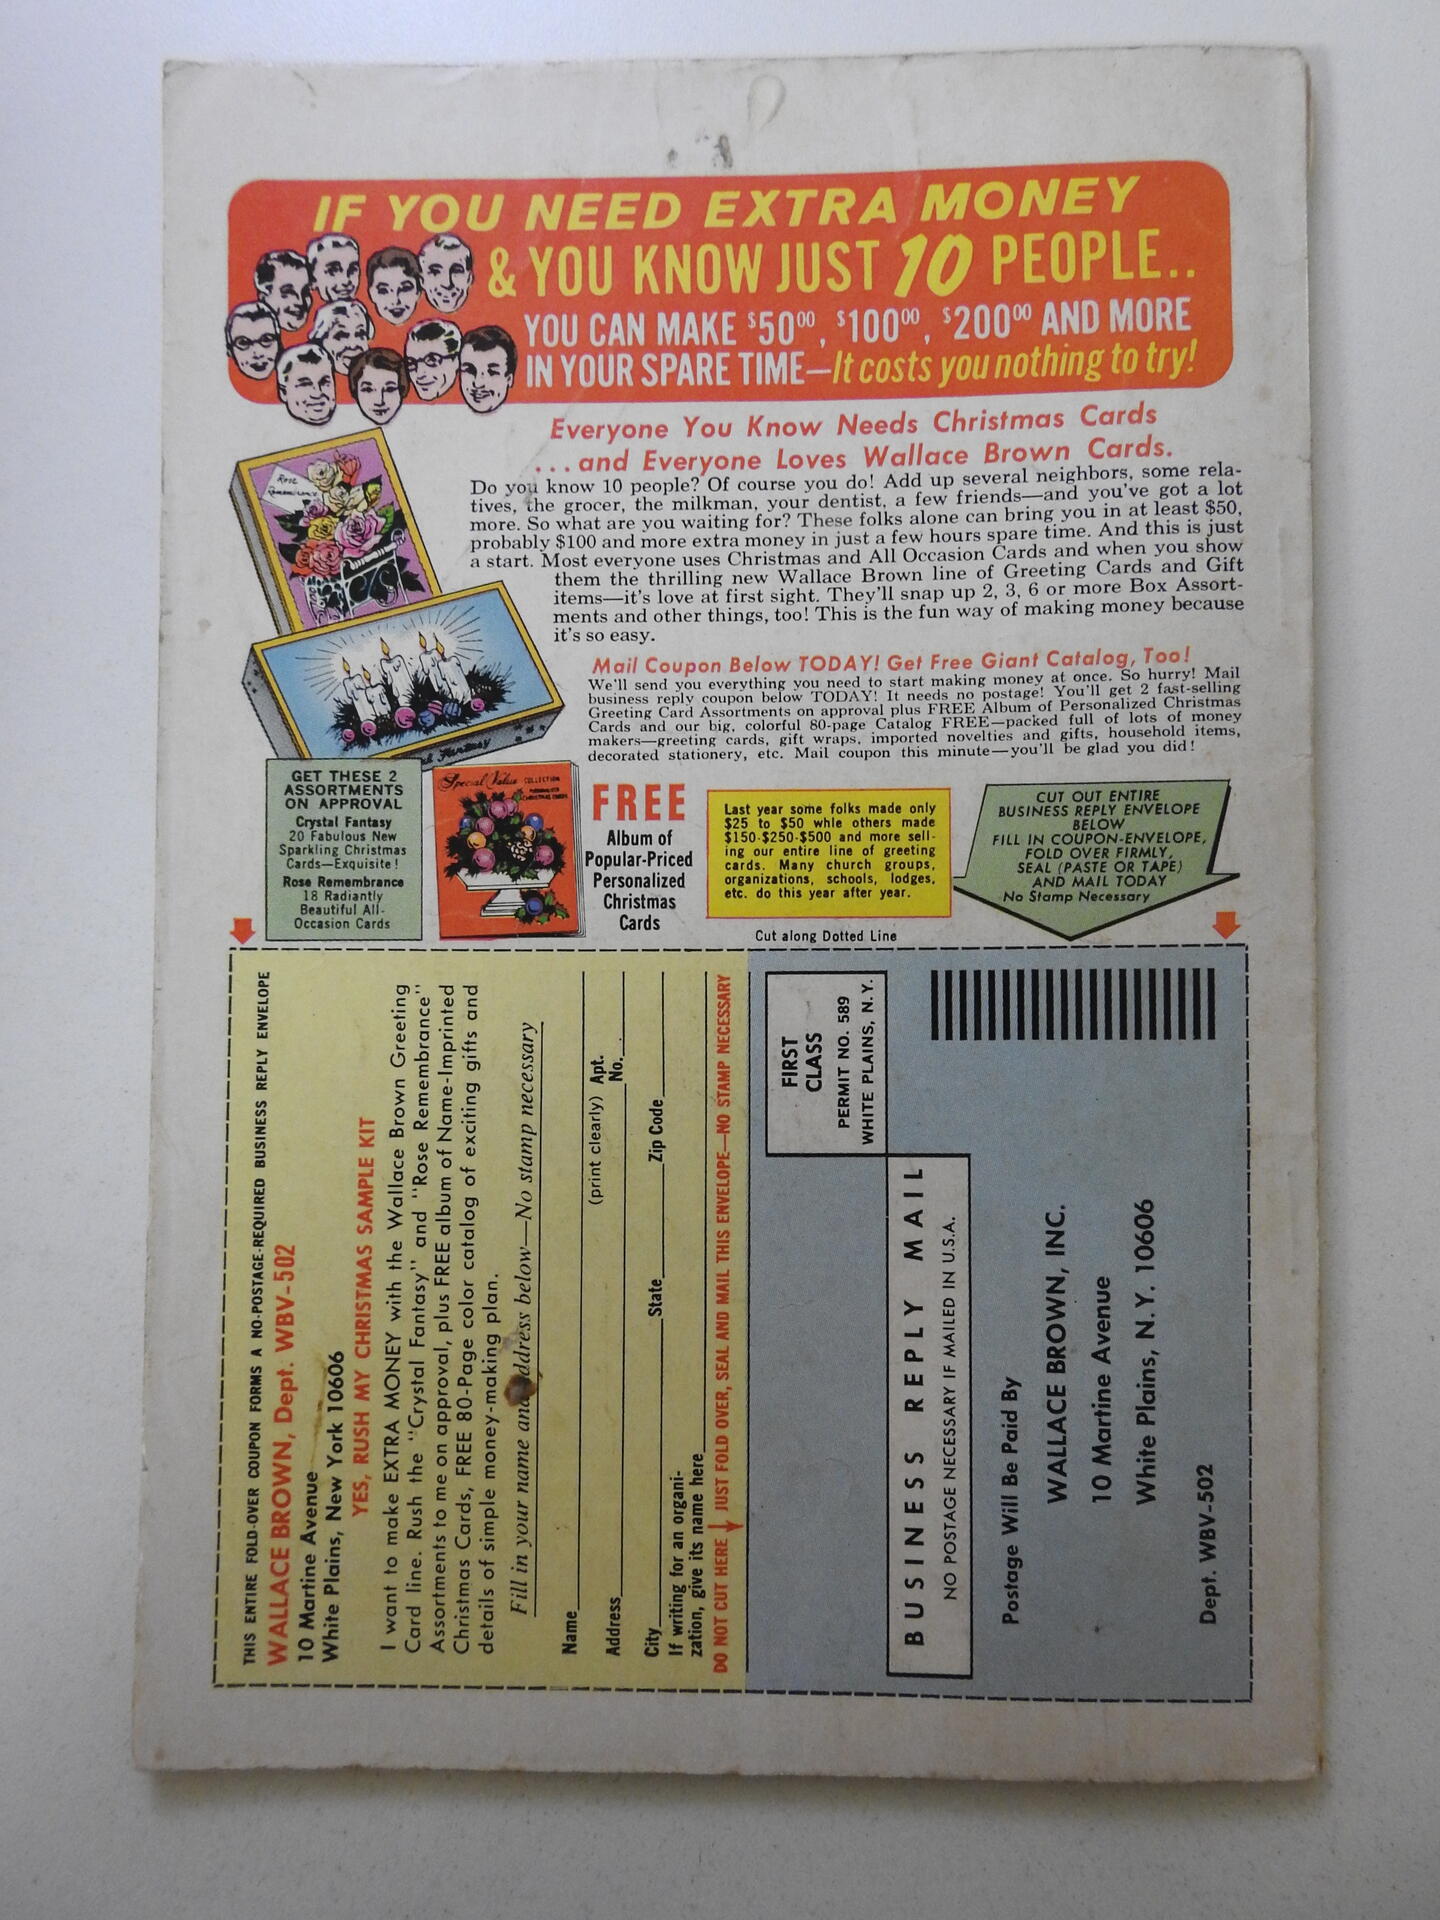 IF YOU NEED EXTRA MONEY
& YOU KNOW JUST 10 PEOPLE..
YOU CAN MAKE $5000, $10000, $20000 AND MORE
IN YOUR SPARE TIME—It costs you nothing to try!
Everyone You Know Needs Christmas Cards
...and Everyone Loves Wallace Brown Cards.
Do you know 10 people? Of course you do! Add up several neighbors, some rela-
tives, the grocer, the milkman, your dentist, a few friends—and you've got a lot
more. So what are you waiting for? These folks alone can bring you in at least $50,
probably $100 and more extra money in just a few hours spare time. And this is just
a start. Most everyone uses Christmas and All Occasion Cards and when you show
them the thrilling new Wallace Brown line of Greeting Cards and Gift
items—it's love at first sight. They'll snap up 2, 3, 6 or more Box Assort-
ments and other things, too! This is the fun way of making money because
it's so easy.
Rose
Remembrance
Fantasy
Mail Coupon Below TODAY! Get Free Giant Catalog, Too!
We'll send you everything you need to start making money at once. So hurry! Mail
business reply coupon below TODAY! It needs no postage! You'll get 2 fast-selling
Greeting Card Assortments on approval plus FREE Album of Personalized Christmas
Cards and our big, colorful 80-page Catalog FREE—packed full of lots of money
makers—greeting cards, gift wraps, imported novelties and gifts, household items,
decorated stationery, etc. Mail coupon this minute—you'll be glad you did!
GET THESE 2
ASSORTMENTS
ON APPROVAL
Crystal Fantasy
20 Fabulous New
Sparkling Christmas
Cards—Exquisite!
Rose Remembrance
18 Radiantly
Beautiful All-
Occasion Cards
Special Value COLLECTION
PERSONALIZED
CHRISTMAS CARDS
FREE
Album of
Popular-Priced
Personalized
Christmas
Cards
Last year some folks made only
$25 to $50 whle others made
$150-$250-$500 and more sell-
ing our entire line of greeting
cards. Many church groups,
organizations, schools, lodges,
etc. do this year after year.
CUT OUT ENTIRE
BUSINESS REPLY ENVELOPE
BELOW
FILL IN COUPON-ENVELOPE,
FOLD OVER FIRMLY,
SEAL (PASTE OR TAPE)
AND MAIL TODAY
No Stamp Necessary
Cut along Dotted Line
THIS ENTIRE FOLD-OVER COUPON FORMS A NO-POSTAGE-REQUIRED BUSINESS REPLY ENVELOPE
WALLACE BROWN, Dept. WBV-502
10 Martine Avenue
White Plains, New York 10606
YES, RUSH MY CHRISTMAS SAMPLE KIT
I want to make EXTRA MONEY with the Wallace Brown Greeting
Card line. Rush the "Crystal Fantasy" and "Rose Remembrance"
Assortments to me on approval, plus FREE album of Name-Imprinted
Christmas Cards, FREE 80-Page color catalog of exciting gifts and
details of simple money-making plan.
Fill in your name and address below—No stamp necessary
Name
(print clearly) Apt.
Address No.
City State Zip Code
If writing for an organi-
zation, give its name here
DO NOT CUT HERE JUST FOLD OVER, SEAL AND MAIL THIS ENVELOPE—NO STAMP NECESSARY
FIRST
CLASS
PERMIT NO. 589
WHITE PLAINS, N.Y.
BUSINESS REPLY MAIL
NO POSTAGE NECESSARY IF MAILED IN U.S.A.
Postage Will Be Paid By
WALLACE BROWN, INC.
10 Martine Avenue
White Plains, N. Y. 10606
Dept. WBV-502